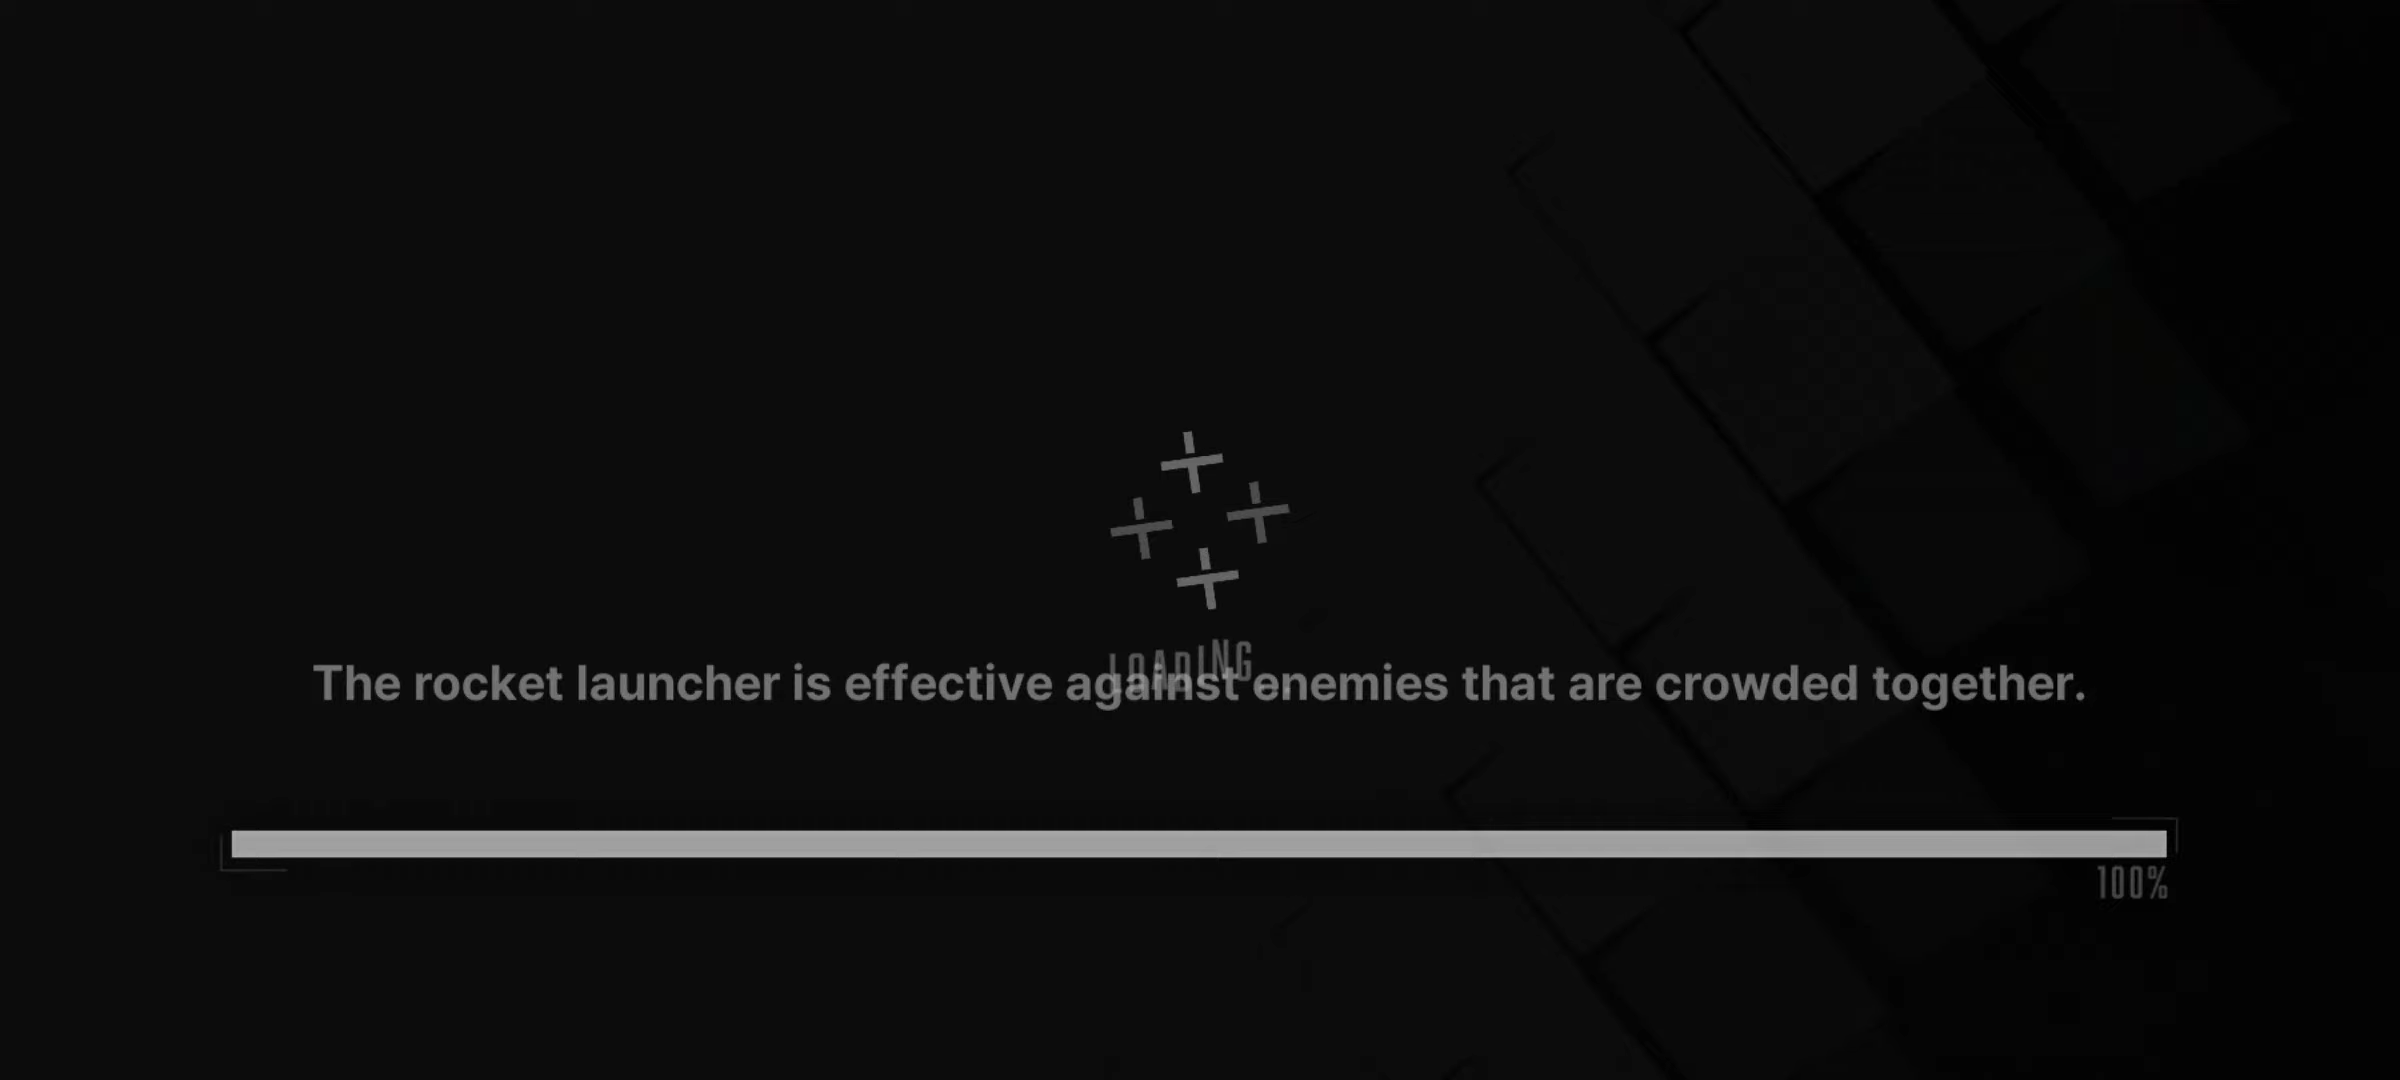 LOADING
The rocket launcher is effective against enemies that are crowded together.
100%